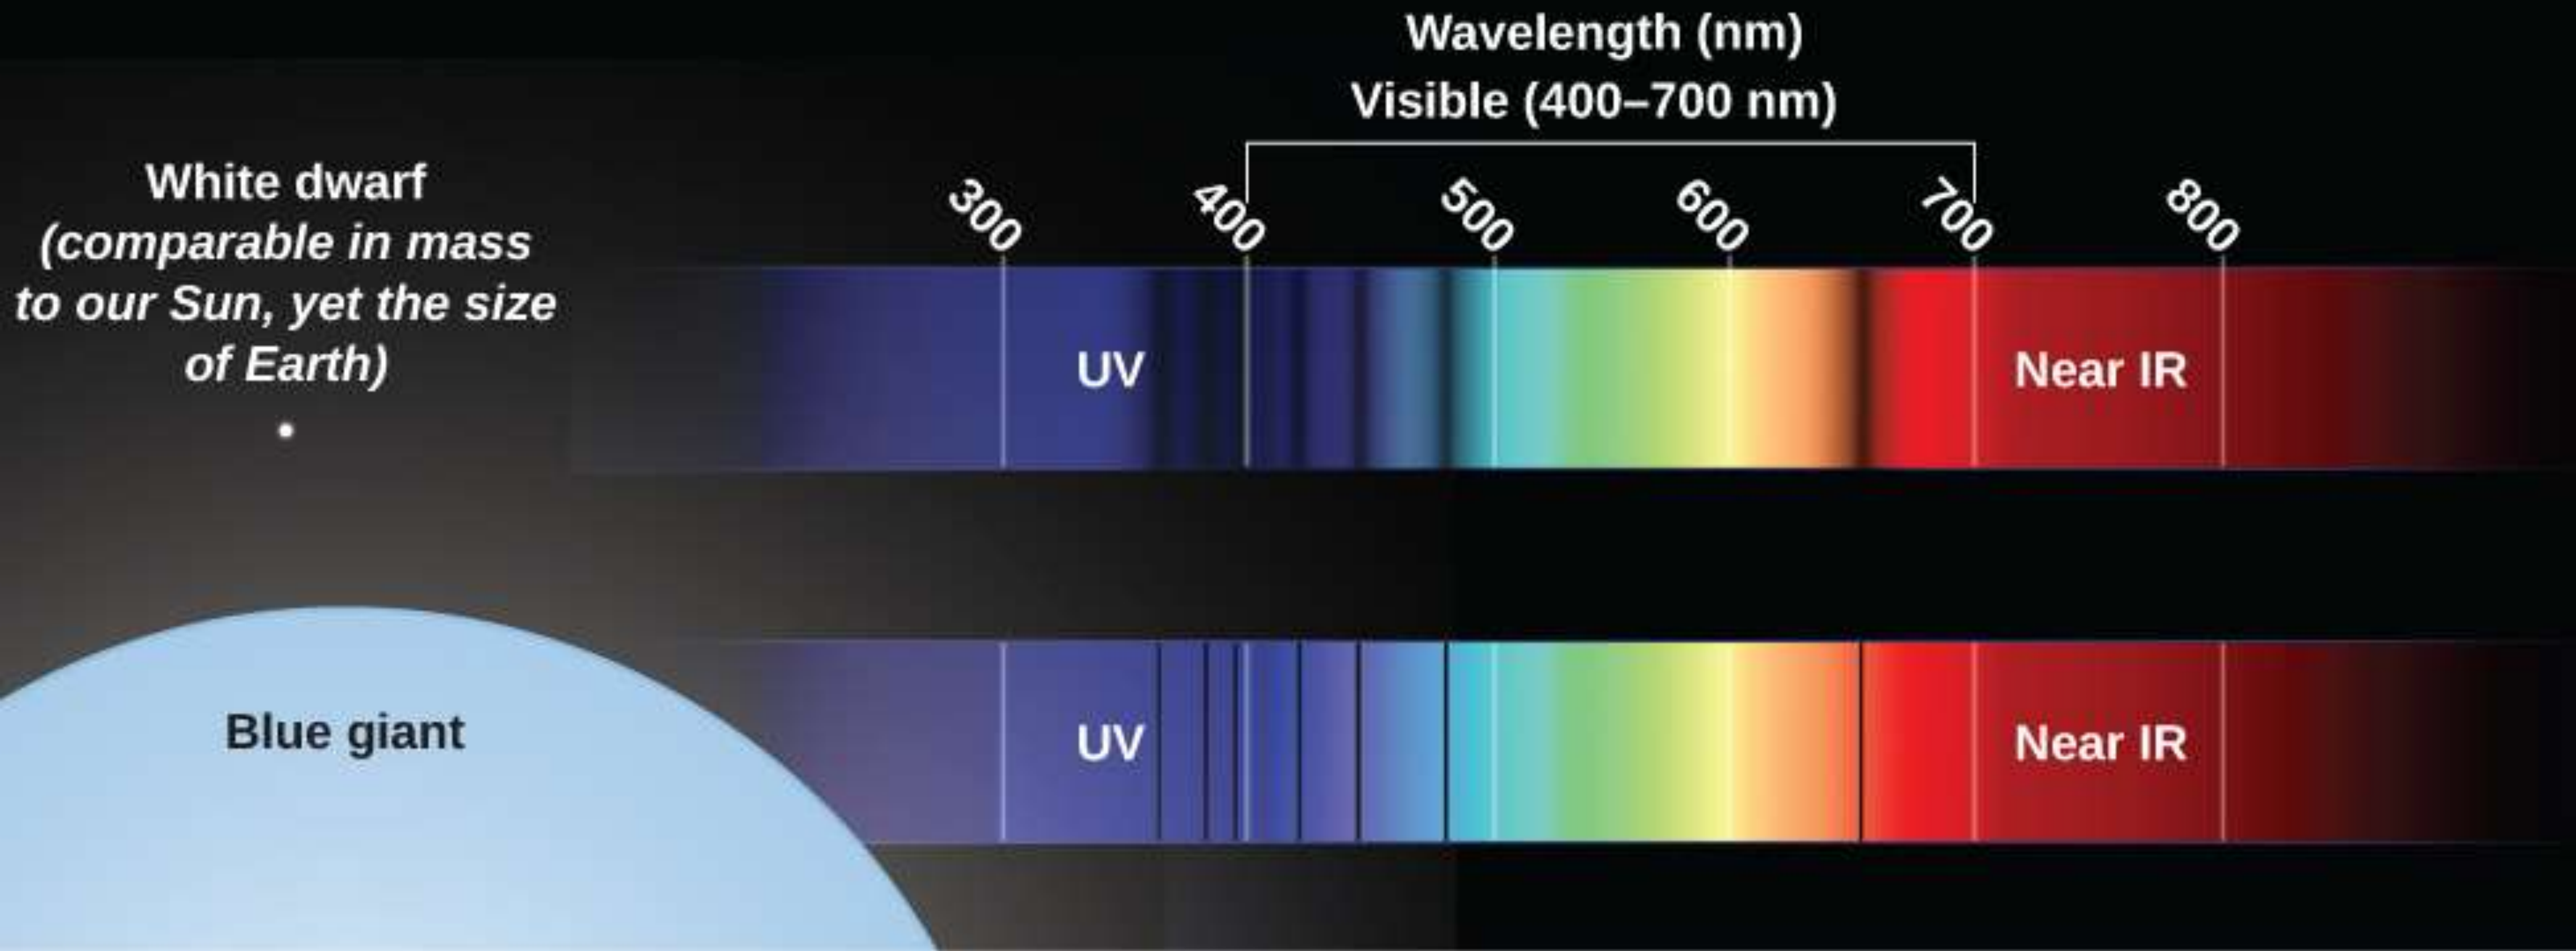 Wavelength (nm)
Visible (400–700 nm)
White dwarf
(comparable in mass
to our Sun, yet the size
of Earth)
300 400 500 600 700 800
UV Near IR
Blue giant
UV Near IR